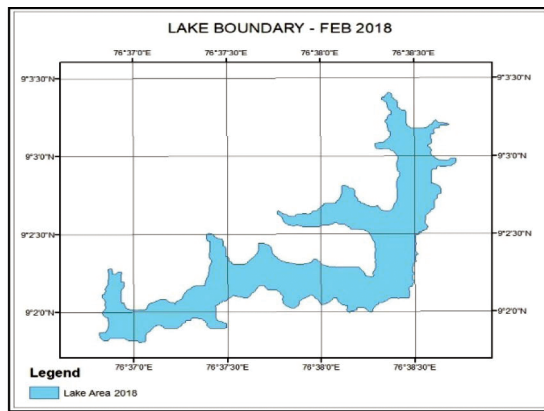 LAKE BOUNDARY - FEB 2018
76°37'0"E 76°37'30"E 76°38'0"E 76°38'30"E
9°3'30"N 9°3'30"N
9°3'0"N 9°3'0"N
9°2'30"N 9°2'30"N
9°2'0"N 9°2'0"N
76°37'0"E 76°37'30"E 76°38'0"E 76°38'30"E
Legend
Lake Area 2018